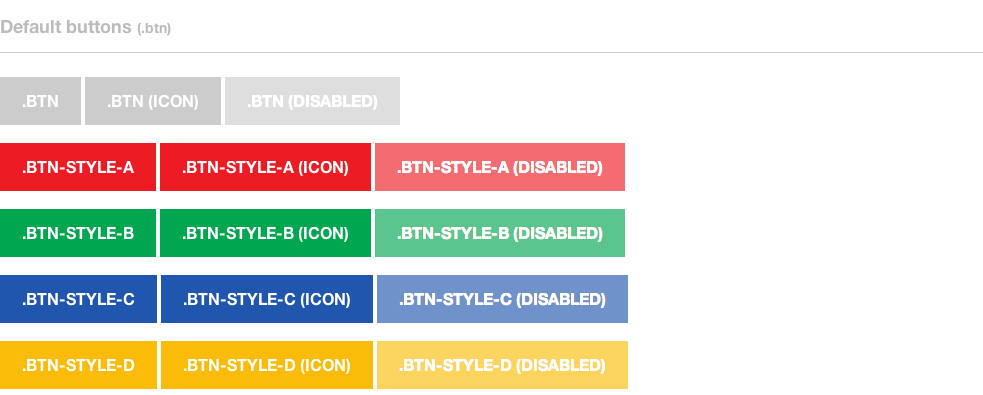 Default buttons (.btn)
.BTN .BTN (ICON) .BTN (DISABLED)
.BTN-STYLE-A .BTN-STYLE-A (ICON) .BTN-STYLE-A (DISABLED)
.BTN-STYLE-B .BTN-STYLE-B (ICON) .BTN-STYLE-B (DISABLED)
.BTN-STYLE-C .BTN-STYLE-C (ICON) .BTN-STYLE-C (DISABLED)
.BTN-STYLE-D .BTN-STYLE-D (ICON) .BTN-STYLE-D (DISABLED)